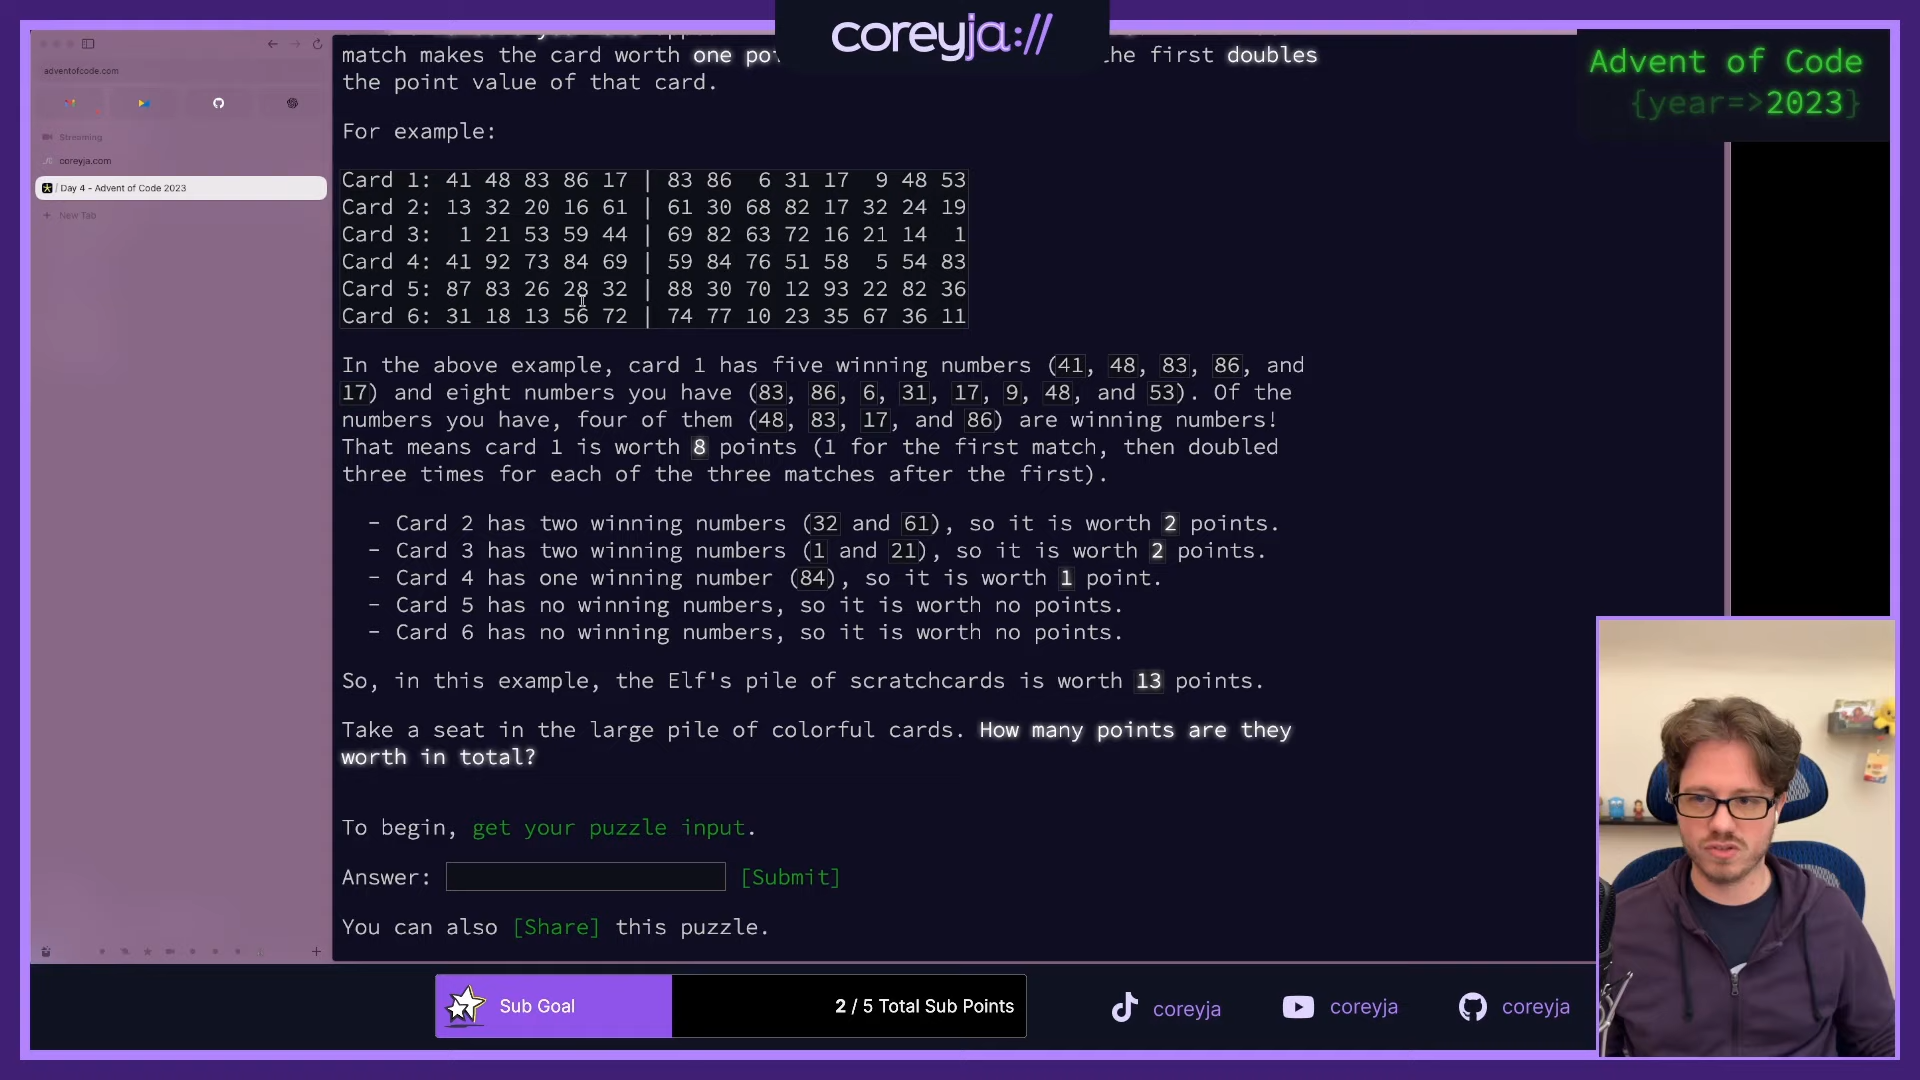 coreyja://
Advent of Code
{year=>2023}
adventofcode.com
Streaming
coreyja.com
Day 4 - Advent of Code 2023
New Tab
match makes the card worth one po
he first doubles
the point value of that card.
For example:
Card 1: 41 48 83 86 17 | 83 86  6 31 17  9 48 53
Card 2: 13 32 20 16 61 | 61 30 68 82 17 32 24 19
Card 3:  1 21 53 59 44 | 69 82 63 72 16 21 14  1
Card 4: 41 92 73 84 69 | 59 84 76 51 58  5 54 83
Card 5: 87 83 26 28 32 | 88 30 70 12 93 22 82 36
Card 6: 31 18 13 56 72 | 74 77 10 23 35 67 36 11
In the above example, card 1 has five winning numbers (41, 48, 83, 86, and
17) and eight numbers you have (83, 86, 6, 31, 17, 9, 48, and 53). Of the
numbers you have, four of them (48, 83, 17, and 86) are winning numbers!
That means card 1 is worth 8 points (1 for the first match, then doubled
three times for each of the three matches after the first).
- Card 2 has two winning numbers (32 and 61), so it is worth 2 points.
- Card 3 has two winning numbers (1 and 21), so it is worth 2 points.
- Card 4 has one winning number (84), so it is worth 1 point.
- Card 5 has no winning numbers, so it is worth no points.
- Card 6 has no winning numbers, so it is worth no points.
So, in this example, the Elf's pile of scratchcards is worth 13 points.
Take a seat in the large pile of colorful cards. How many points are they
worth in total?
To begin, get your puzzle input.
Answer: [Submit]
You can also [Share] this puzzle.
Sub Goal
2 / 5 Total Sub Points
coreyja
coreyja
coreyja